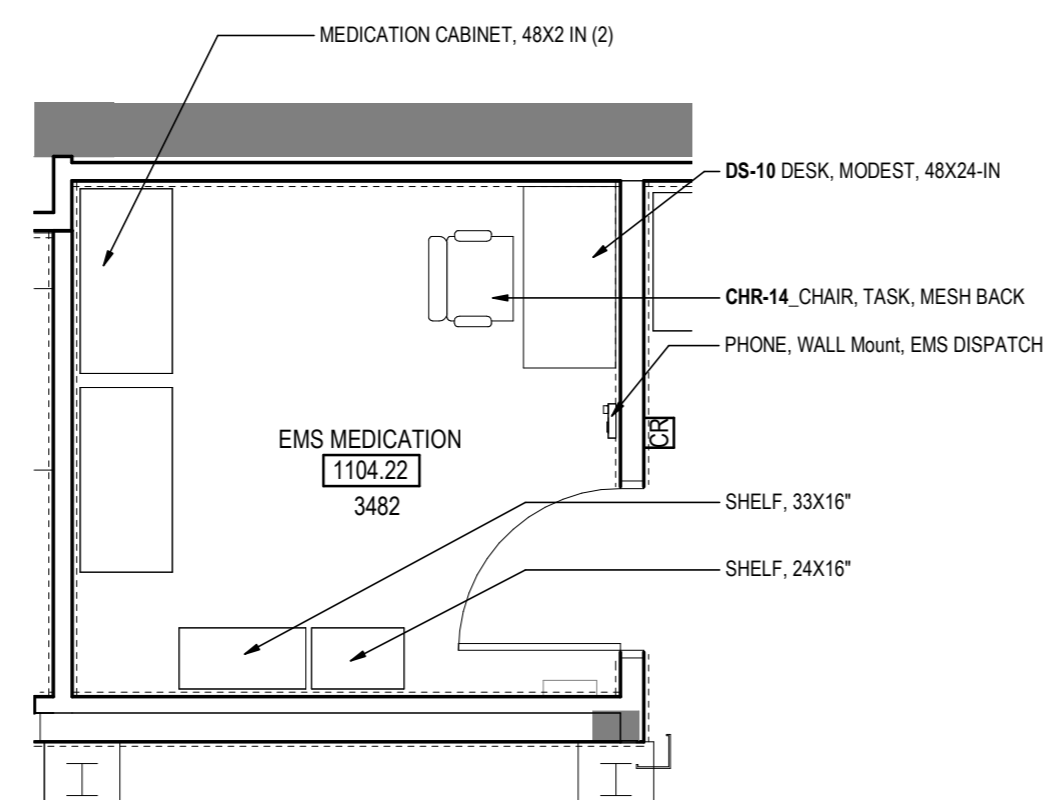 MEDICATION CABINET, 48X2 IN (2)
DS-10 DESK, MODEST, 48X24-IN
CHR-14_CHAIR, TASK, MESH BACK
PHONE, WALL Mount, EMS DISPATCH
CR
EMS MEDICATION
1104.22
3482
SHELF, 33X16"
SHELF, 24X16"